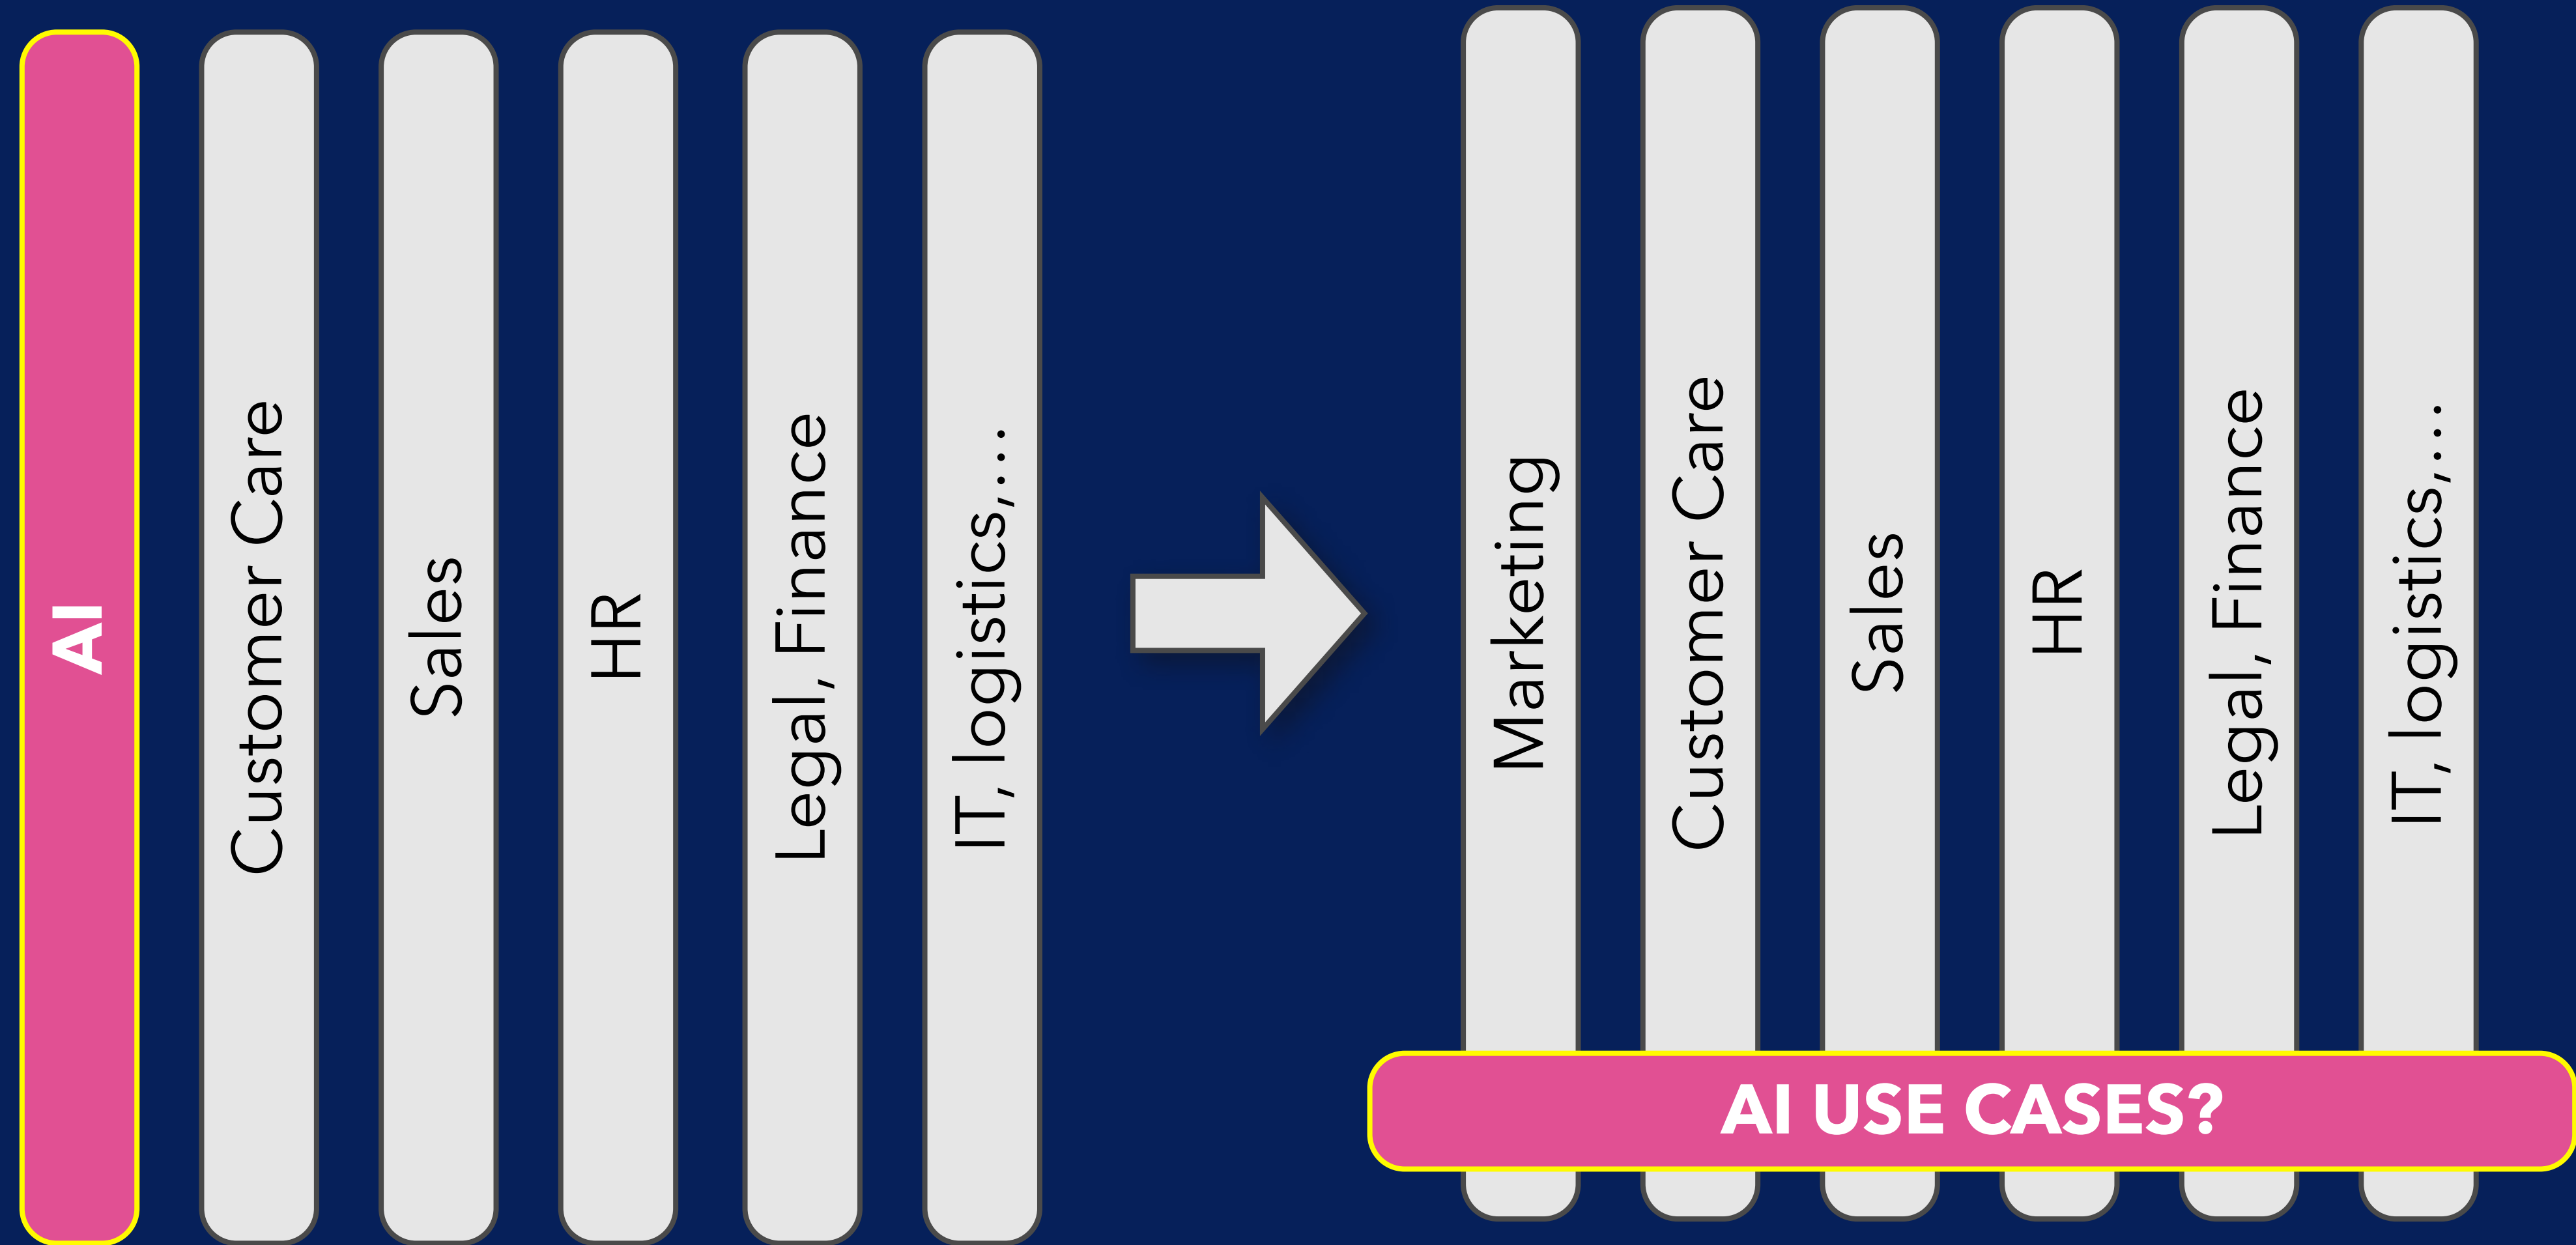 AI
Customer Care
Sales
HR
Legal, Finance
IT, logistics,...
Marketing
Customer Care
Sales
HR
Legal, Finance
IT, logistics,...
AI USE CASES?